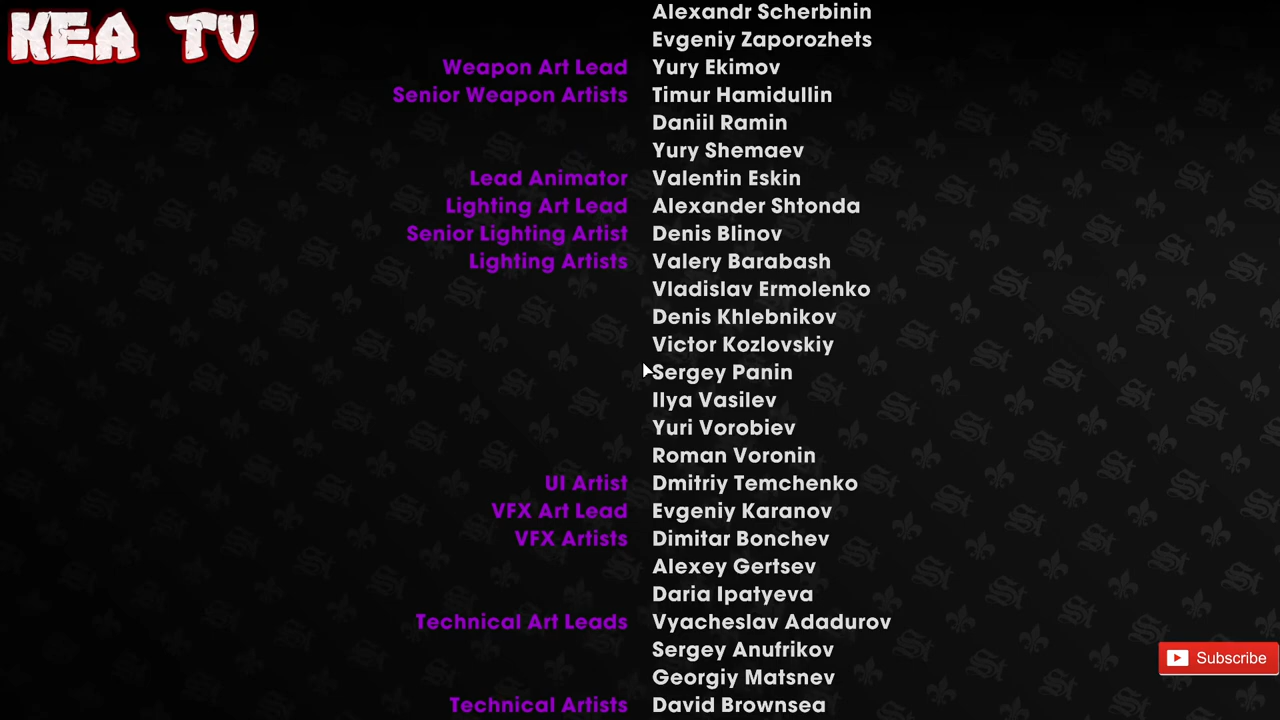 KEA TV
Alexandr Scherbinin
Evgeniy Zaporozhets
Weapon Art Lead Yury Ekimov
Senior Weapon Artists Timur Hamidullin
Daniil Ramin
Yury Shemaev
Lead Animator Valentin Eskin
Lighting Art Lead Alexander Shtonda
Senior Lighting Artist Denis Blinov
Lighting Artists Valery Barabash
Vladislav Ermolenko
Denis Khlebnikov
Victor Kozlovskiy
Sergey Panin
Ilya Vasilev
Yuri Vorobiev
Roman Voronin
UI Artist Dmitriy Temchenko
VFX Art Lead Evgeniy Karanov
VFX Artists Dimitar Bonchev
Alexey Gertsev
Daria Ipatyeva
Technical Art Leads Vyacheslav Adadurov
Sergey Anufrikov
Subscribe
Georgiy Matsnev
Technical Artists David Brownsea